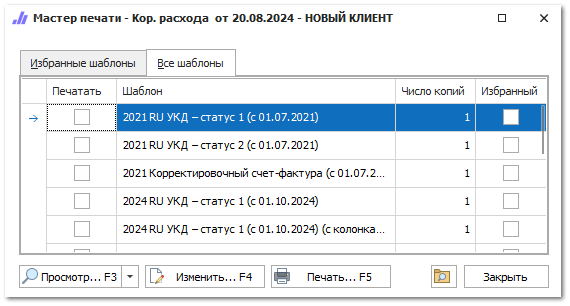 Мастер печати - Кор. расхода от 20.08.2024 - НОВЫЙ КЛИЕНТ
Избранные шаблоны Все шаблоны
Печатать Шаблон Число копий Избранный
2021 RU УКД – статус 1 (с 01.07.2021) 1
2021 RU УКД – статус 2 (с 01.07.2021) 1
2021 Корректировочный счет-фактура (с 01.07.2... 1
2024 RU УКД – статус 1 (с 01.10.2024) 1
2024 RU УКД – статус 1 (с 01.10.2024) (с колонка... 1
Просмотр... F3 Изменить... F4 Печать... F5 Закрыть